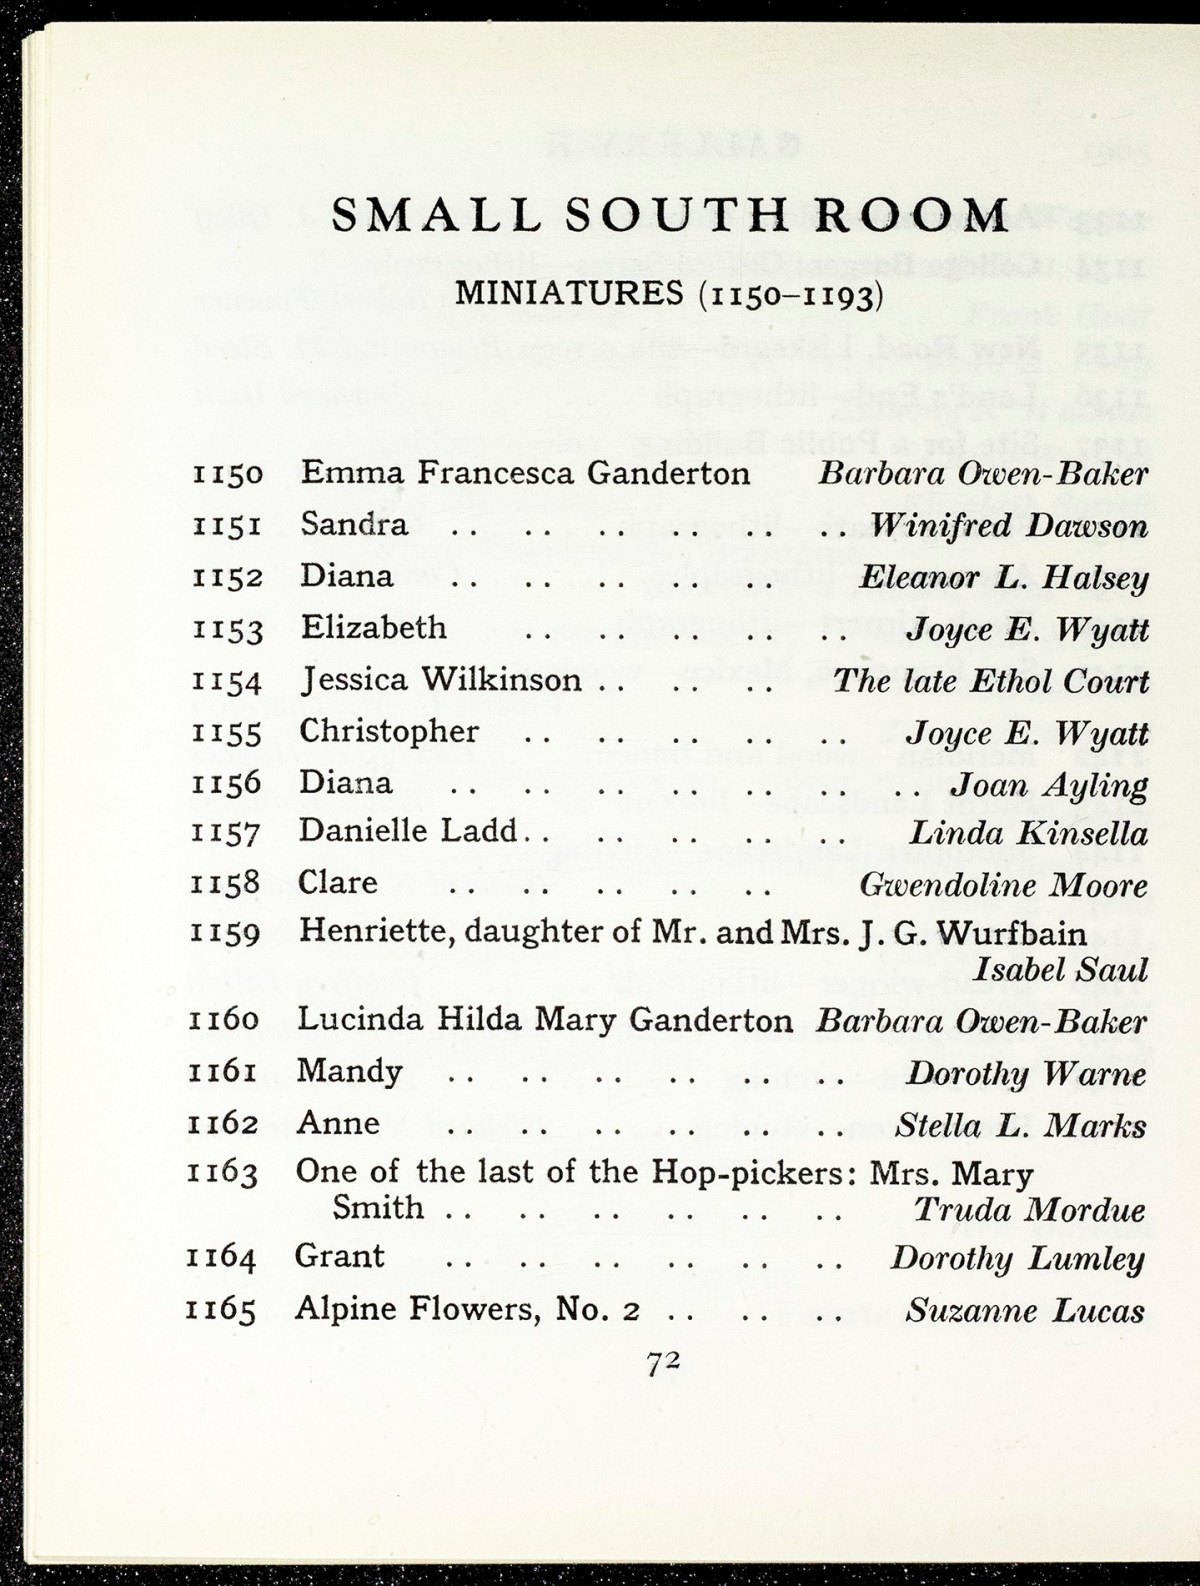 SMALL SOUTH ROOM
MINIATURES (1150–1193)
1150 Emma Francesca Ganderton Barbara Owen-Baker
1151 Sandra .. .. .. .. .. .. Winifred Dawson
1152 Diana .. .. .. .. .. Eleanor L. Halsey
1153 Elizabeth .. .. .. .. .. Joyce E. Wyatt
1154 Jessica Wilkinson .. .. .. The late Ethol Court
1155 Christopher .. .. .. .. .. Joyce E. Wyatt
1156 Diana .. .. .. .. .. .. .. Joan Ayling
1157 Danielle Ladd .. .. .. .. .. Linda Kinsella
1158 Clare .. .. .. .. .. Gwendoline Moore
1159 Henriette, daughter of Mr. and Mrs. J. G. Wurfbain
Isabel Saul
1160 Lucinda Hilda Mary Ganderton Barbara Owen-Baker
1161 Mandy .. .. .. .. .. .. Dorothy Warne
1162 Anne .. .. .. .. .. .. Stella L. Marks
1163 One of the last of the Hop-pickers: Mrs. Mary
Smith .. .. .. .. .. .. Truda Mordue
1164 Grant .. .. .. .. .. .. Dorothy Lumley
1165 Alpine Flowers, No. 2 .. .. .. Suzanne Lucas
72